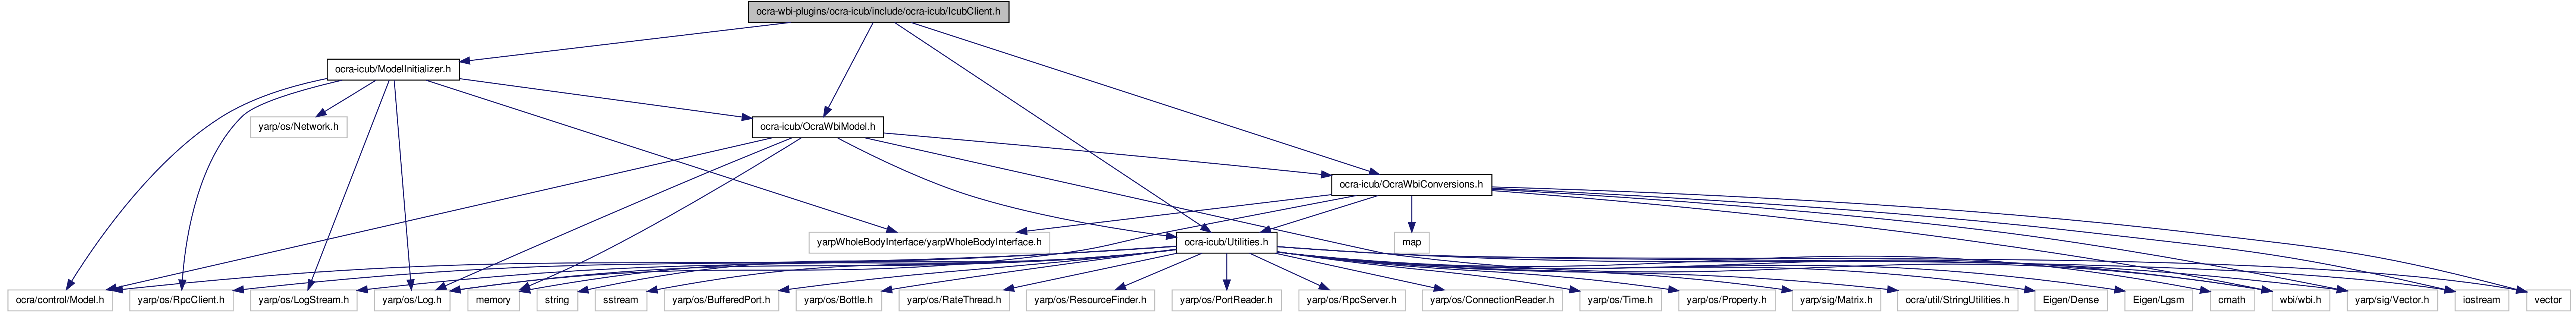 ocra-wbi-plugins/ocra-icub/include/ocra-icub/IcubClient.h
ocra-icub/ModelInitializer.h
yarp/os/Network.h
ocra-icub/OcraWbiModel.h
ocra-icub/OcraWbiConversions.h
yarpWholeBodyInterface/yarpWholeBodyInterface.h
ocra-icub/Utilities.h
map
ocra/control/Model.h
yarp/os/RpcClient.h
yarp/os/LogStream.h
yarp/os/Log.h
memory
string
sstream
yarp/os/BufferedPort.h
yarp/os/Bottle.h
yarp/os/RateThread.h
yarp/os/ResourceFinder.h
yarp/os/PortReader.h
yarp/os/RpcServer.h
yarp/os/ConnectionReader.h
yarp/os/Time.h
yarp/os/Property.h
yarp/sig/Matrix.h
ocra/util/StringUtilities.h
Eigen/Dense
Eigen/Lgsm
cmath
wbi/wbi.h
yarp/sig/Vector.h
iostream
vector